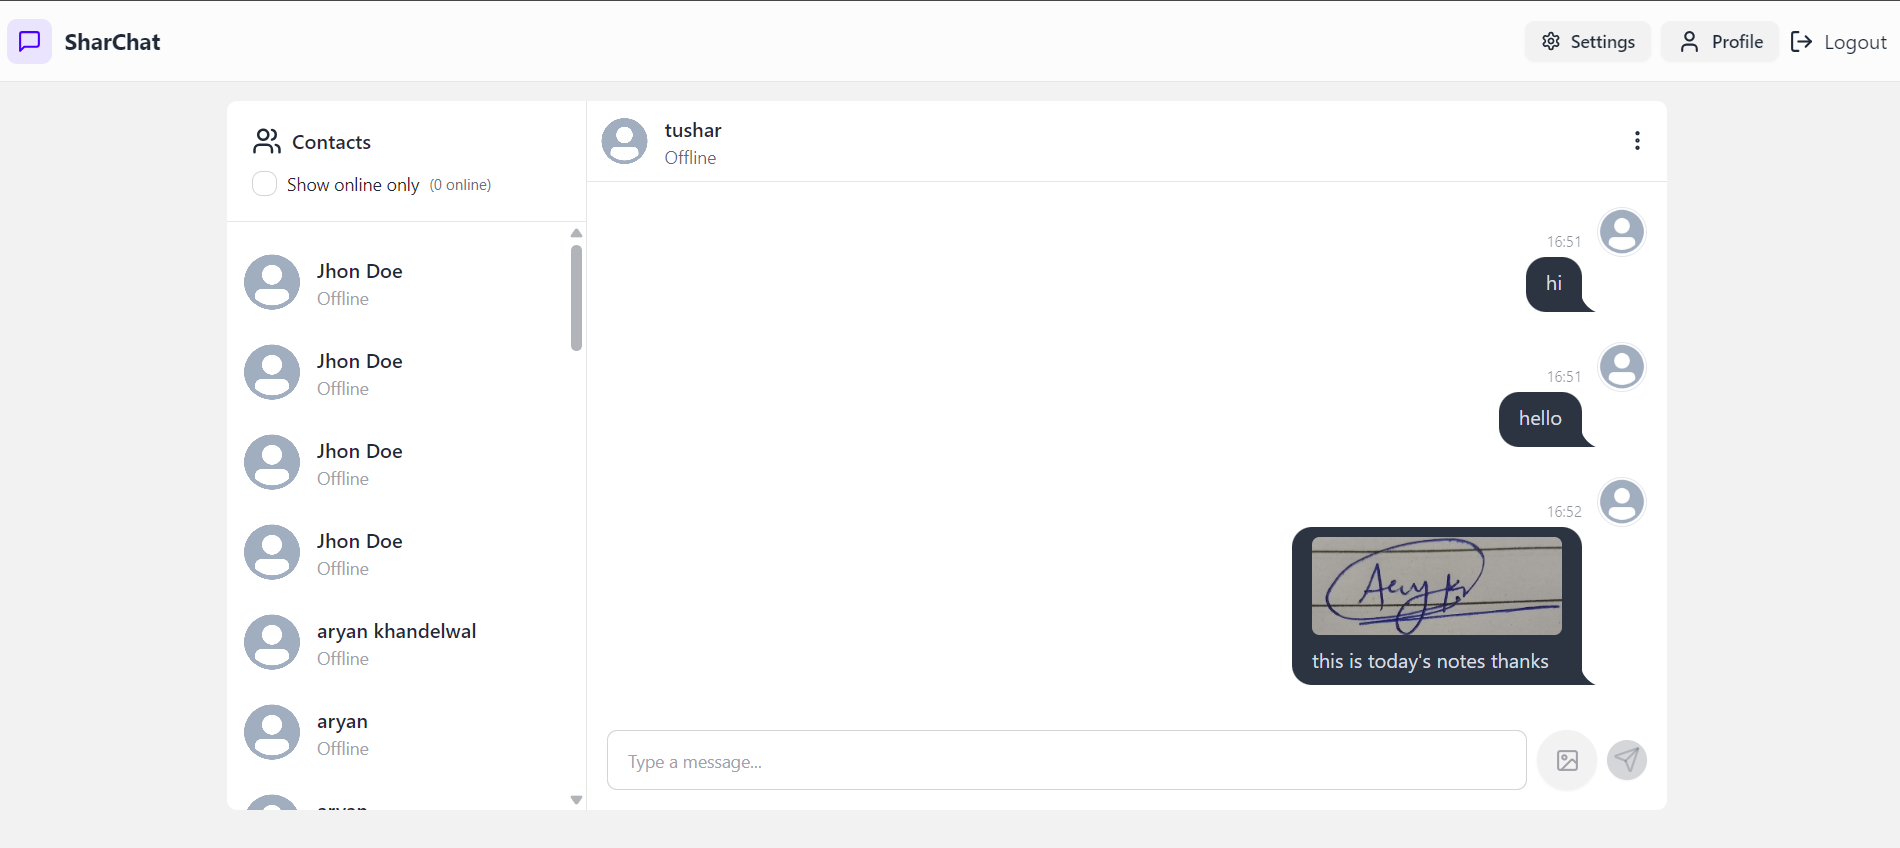 SharChat
Settings
Profile
Logout
Contacts
Show online only (0 online)
Jhon Doe
Offline
Jhon Doe
Offline
Jhon Doe
Offline
Jhon Doe
Offline
aryan khandelwal
Offline
aryan
Offline
aryan
tushar
Offline
16:51
hi
16:51
hello
16:52
this is today's notes thanks
Type a message...